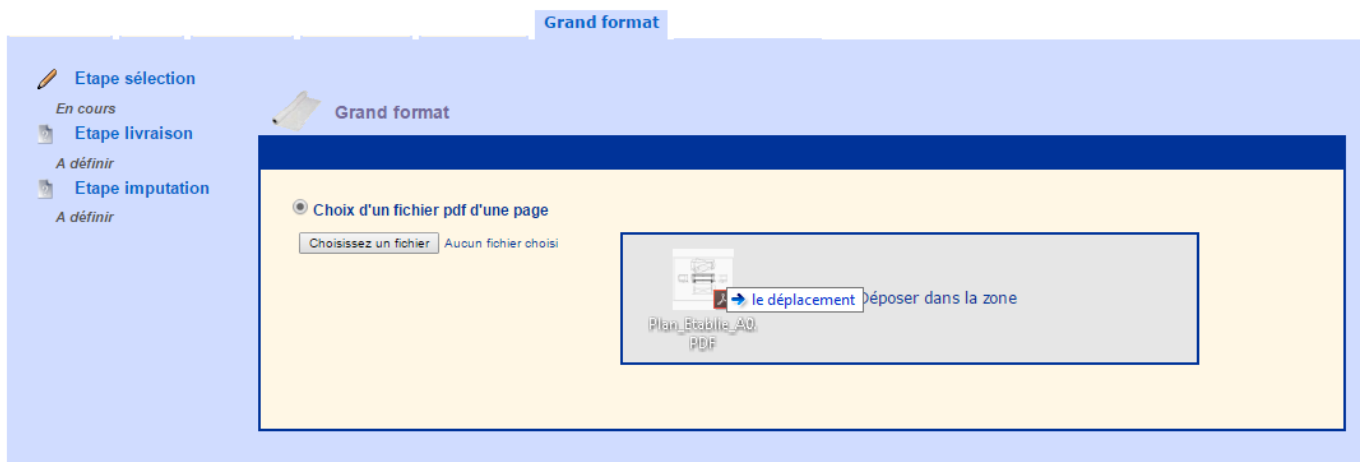 Grand format
Etape sélection
En cours
Etape livraison
A définir
Etape imputation
A définir
Grand format
Choix d'un fichier pdf d'une page
Choisissez un fichier Aucun fichier choisi
le déplacement Déposer dans la zone
Plan_Etablie_A0.
PDF